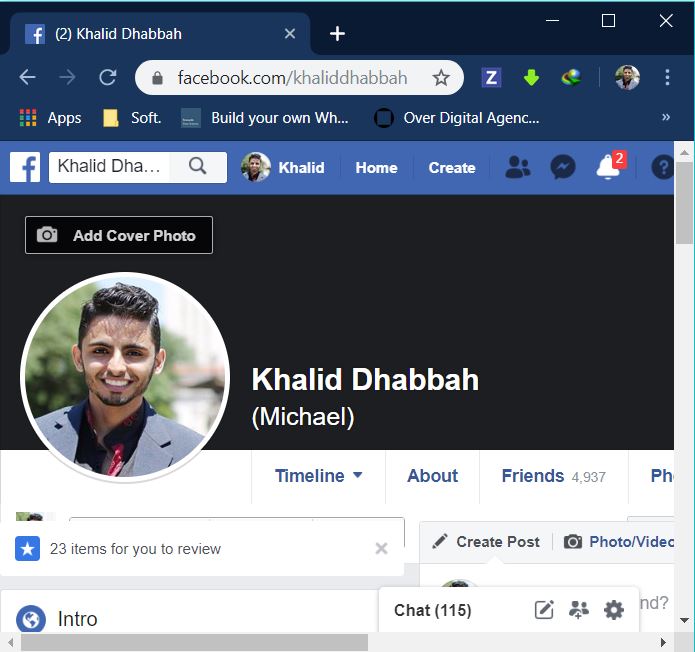 (2) Khalid Dhabbah
facebook.com/khaliddhabbah
Apps Soft. Build your own Wh... Over Digital Agenc... »
Khalid Dha... Khalid Home Create 2
Add Cover Photo
Khalid Dhabbah
(Michael)
Timeline About Friends 4,937 Ph
23 items for you to review
Create Post Photo/Video
nd?
Chat (115)
Intro